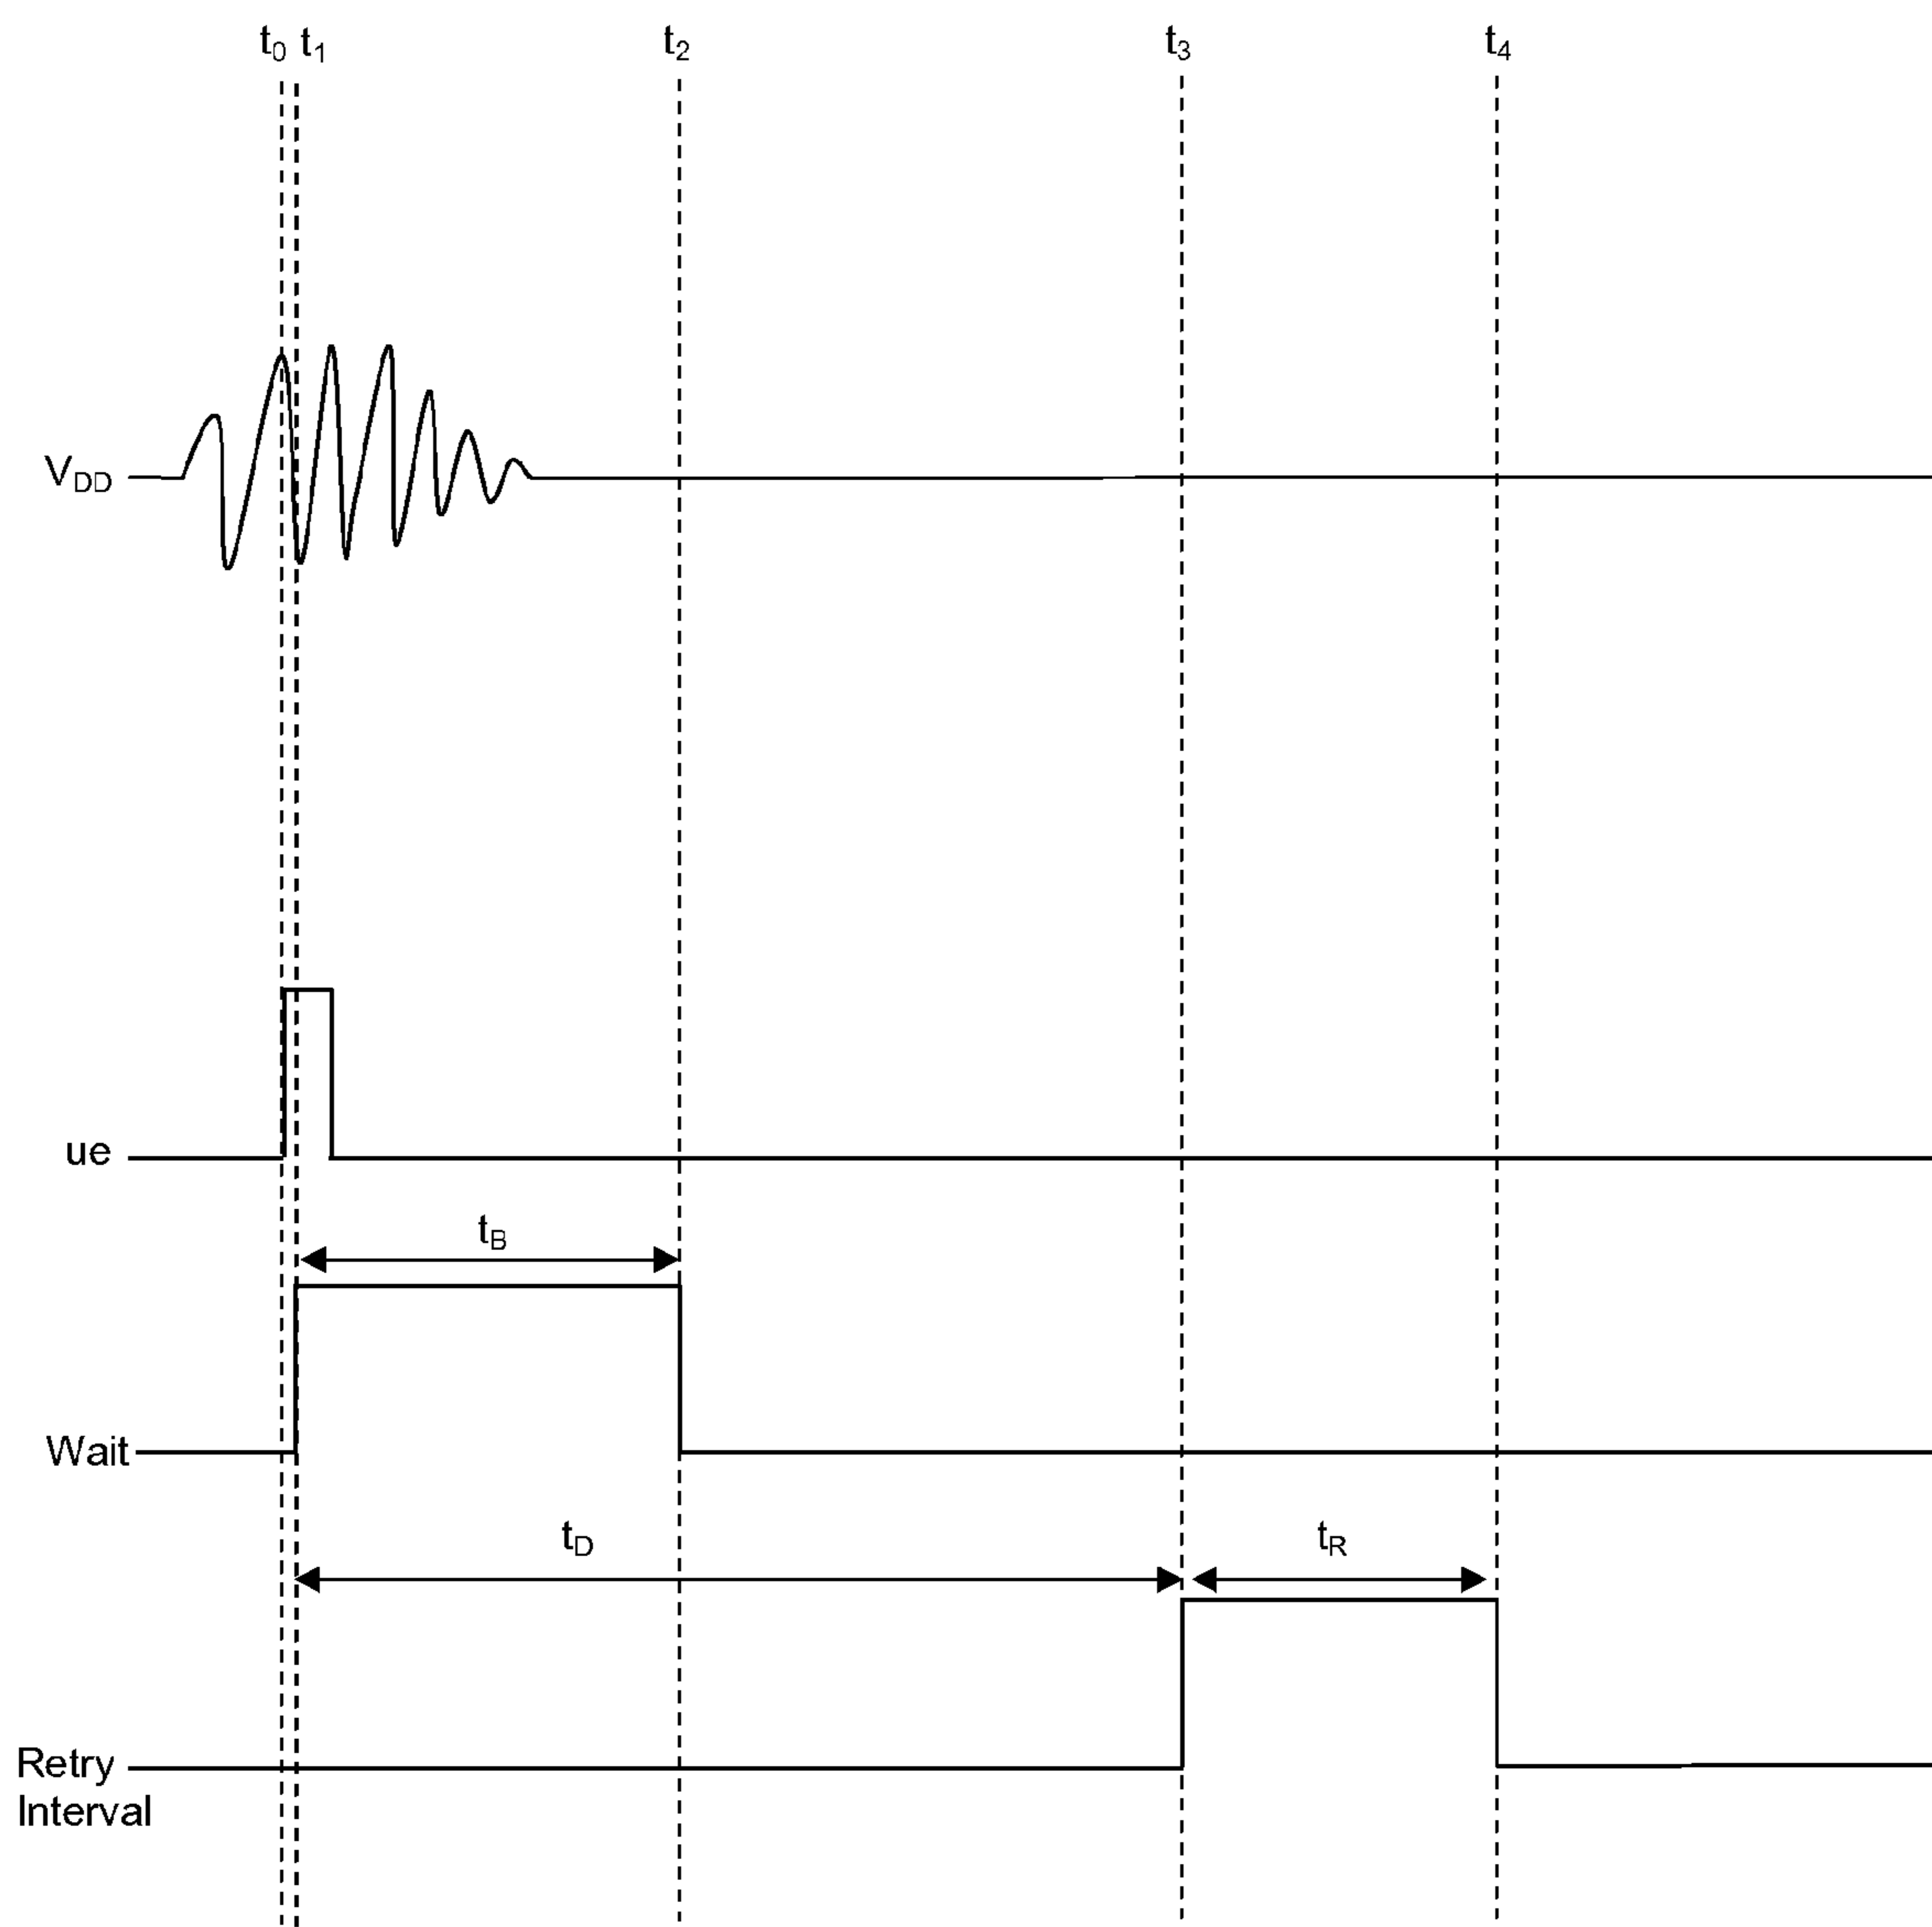 t0 t1 t2 t3 t4
VDD
ue
tB
Wait
tD tR
Retry
Interval